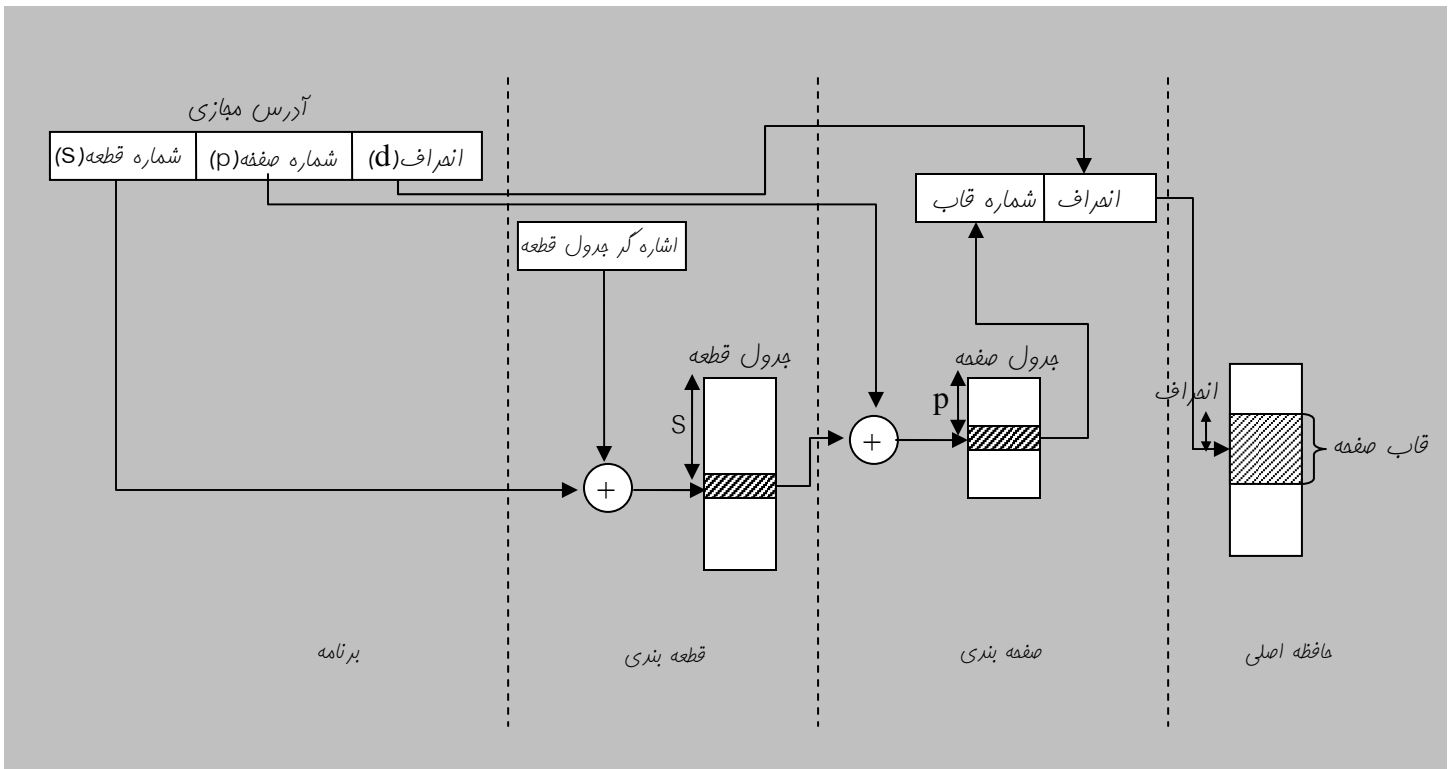 آدرس مجازی
شماره قطعه(S)
شماره صفحه(p)
انحراف(d)
شماره قاب
انحراف
اشاره گر جدول قطعه
جدول قطعه
S
+
جدول صفحه
p
+
انحراف
قاب صفحه
برنامه
قطعه بندی
صفحه بندی
حافظه اصلی